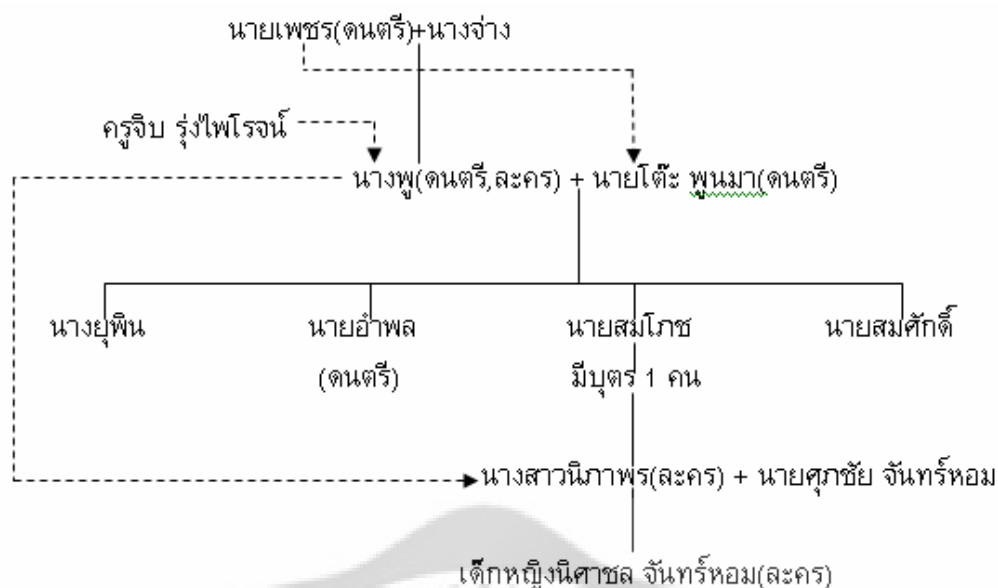 นายเพชร(ดนตรี)+นางจ่าง
ครูจิบ รุ่งไพโรจน์
นางพู(ดนตรี,ละคร) + นายโต๊ะ พูนมา(ดนตรี)
นางยุพิน นายอำพล นายสมโภช นายสมศักดิ์
(ดนตรี) มีบุตร 1 คน
นางสาวนิภาพร(ละคร) + นายศุภชัย จันทร์หอม
เด็กหญิงนิศาชล จันทร์หอม(ละคร)